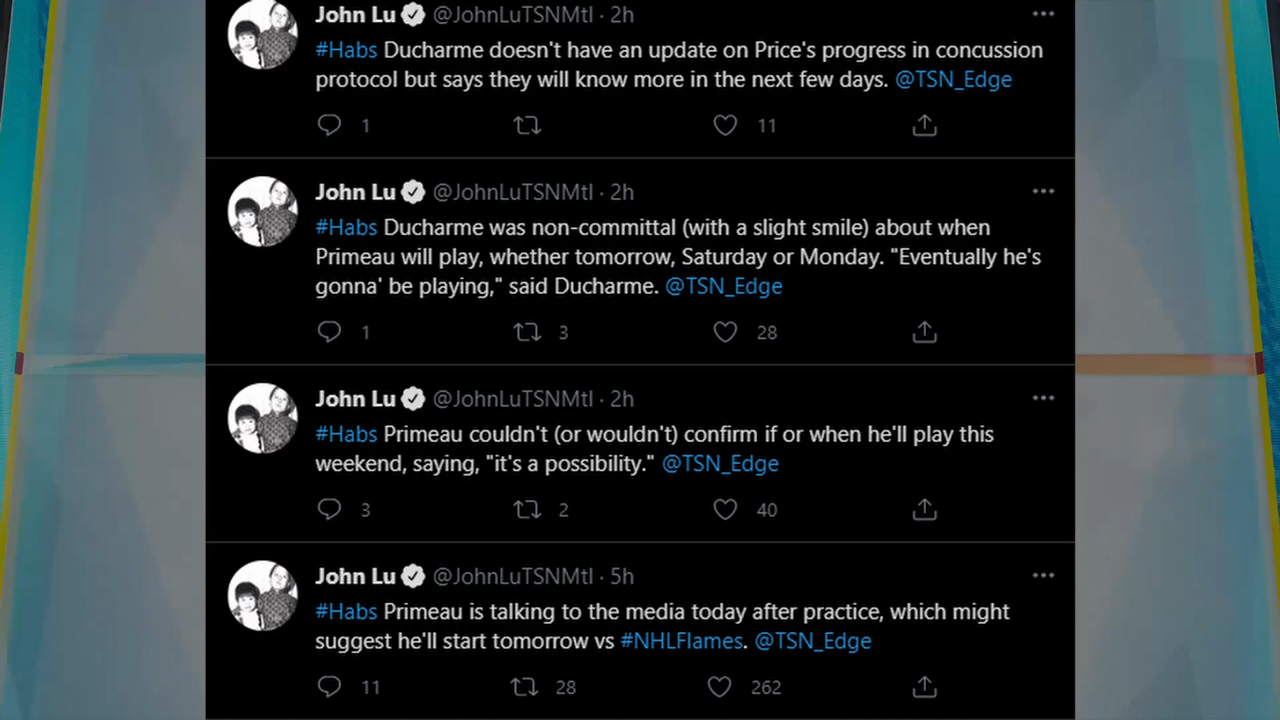 John Lu @JohnLuTSNMtl · 2h
#Habs Ducharme doesn't have an update on Price's progress in concussion
protocol but says they will know more in the next few days. @TSN_Edge
1 11
John Lu @JohnLuTSNMtl · 2h
#Habs Ducharme was non-committal (with a slight smile) about when
Primeau will play, whether tomorrow, Saturday or Monday. "Eventually he's
gonna' be playing," said Ducharme. @TSN_Edge
1 3 28
John Lu @JohnLuTSNMtl · 2h
#Habs Primeau couldn't (or wouldn't) confirm if or when he'll play this
weekend, saying, "it's a possibility." @TSN_Edge
3 2 40
John Lu @JohnLuTSNMtl · 5h
#Habs Primeau is talking to the media today after practice, which might
suggest he'll start tomorrow vs #NHLFlames. @TSN_Edge
11 28 262